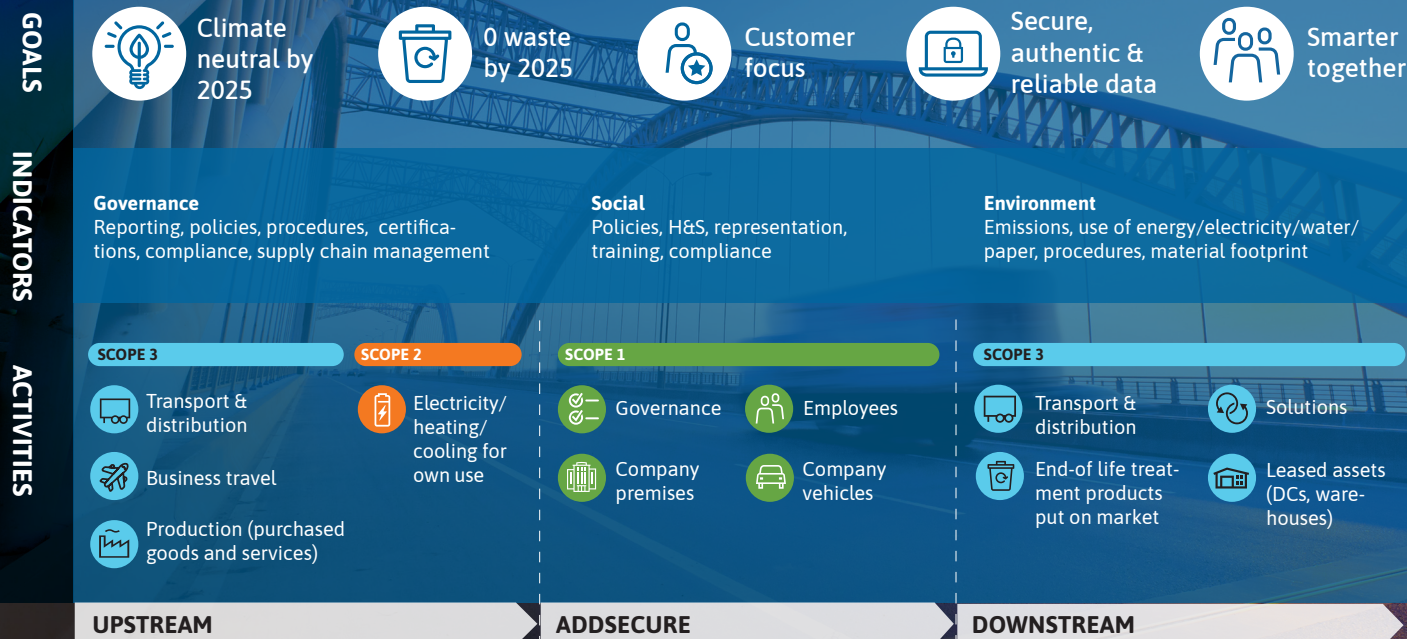 GOALS
Climate
neutral by
2025
0 waste
by 2025
Customer
focus
Secure,
authentic &
reliable data
Smarter
together
INDICATORS
Governance
Reporting, policies, procedures, certifica-
tions, compliance, supply chain management
Social
Policies, H&S, representation,
training, compliance
Environment
Emissions, use of energy/electricity/water/
paper, procedures, material footprint
ACTIVITIES
SCOPE 3
Transport &
distribution
Business travel
Production (purchased
goods and services)
SCOPE 2
Electricity/
heating/
cooling for
own use
SCOPE 1
Governance
Employees
Company
premises
Company
vehicles
SCOPE 3
Transport &
distribution
Solutions
End-of life treat-
ment products
put on market
Leased assets
(DCs, ware-
houses)
UPSTREAM
ADDSECURE
DOWNSTREAM